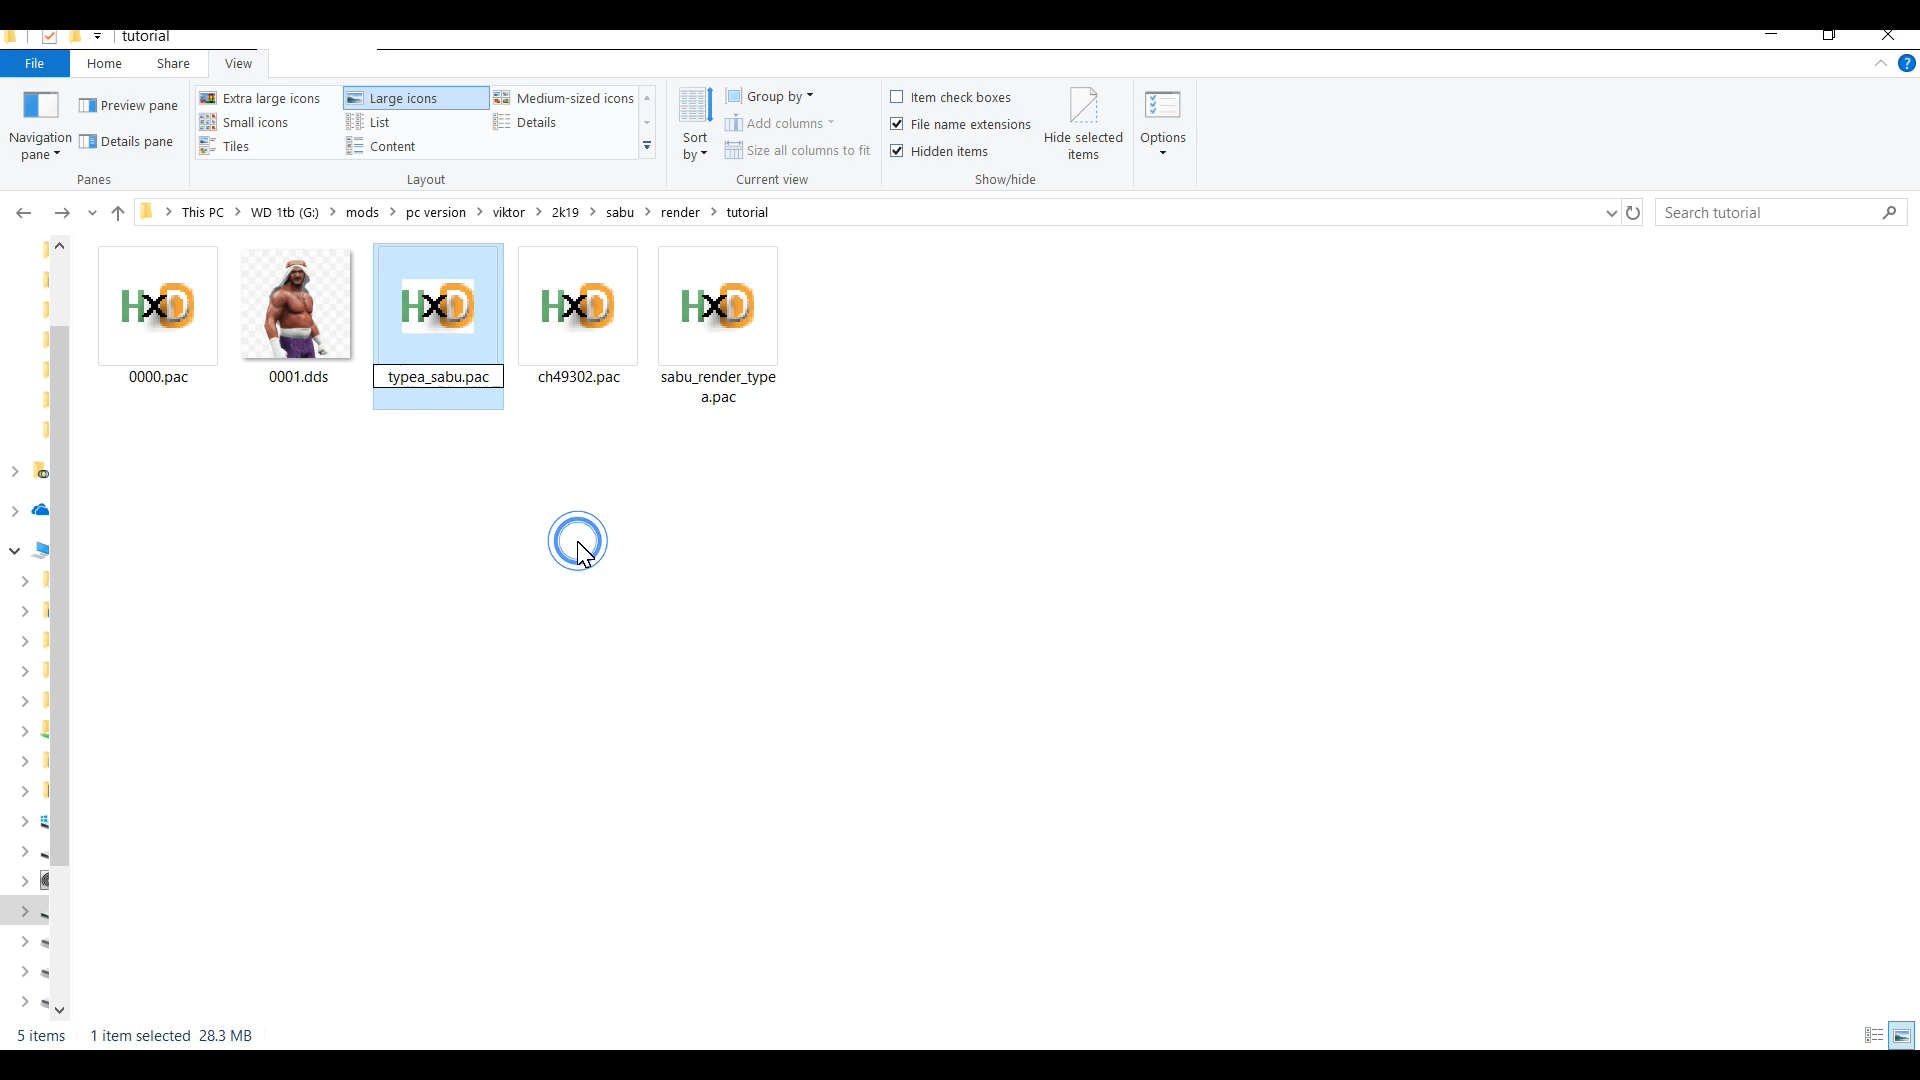 tutorial
File Home Share View
Navigation pane
Preview pane
Details pane
Panes
Extra large icons Large icons Medium-sized icons
Small icons List Details
Tiles Content
Layout
Sort by
Group by
Add columns
Size all columns to fit
Current view
Item check boxes
File name extensions
Hidden items
Hide selected items
Show/hide
Options
This PC WD 1tb (G:) mods pc version viktor 2k19 sabu render tutorial
Search tutorial
HxD HxD HxD HxD
0000.pac 0001.dds typea_sabu.pac ch49302.pac sabu_render_type
a.pac
5 items 1 item selected 28.3 MB